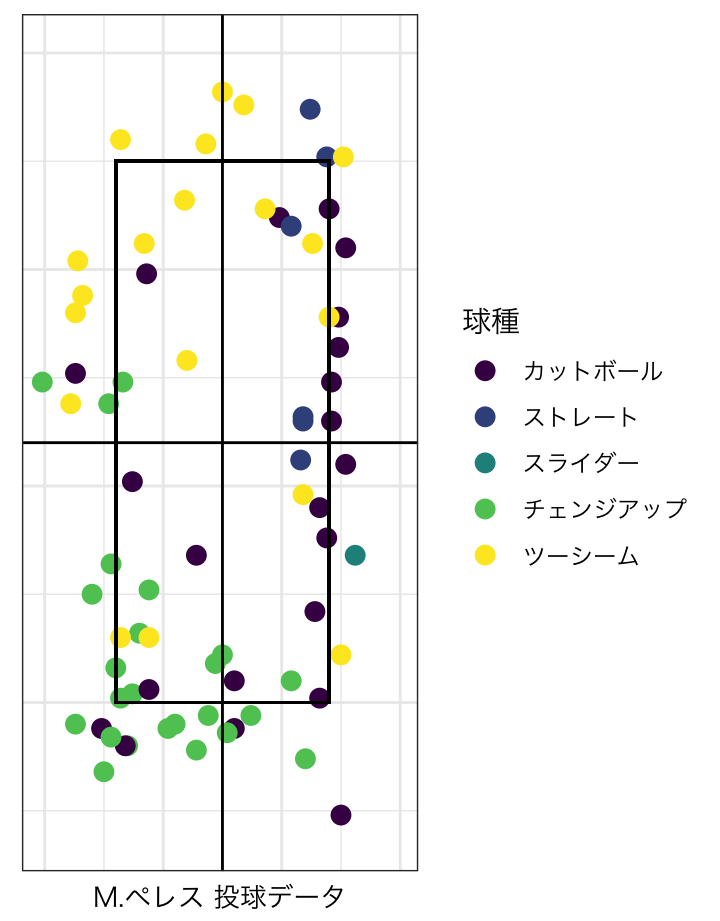 球種
カットボール
ストレート
スライダー
チェンジアップ
ツーシーム
M.ペレス 投球データ